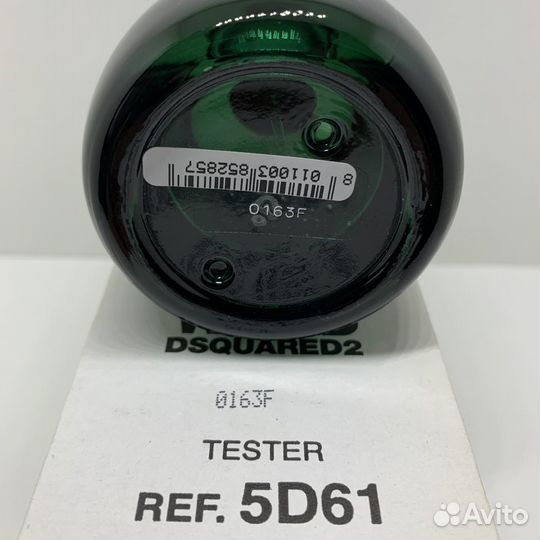 8 011003 852857
0163F
DSQUARED2
0163F
TESTER
REF. 5D61
Avito